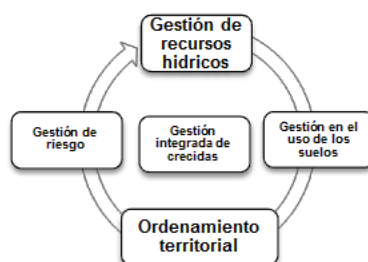 Gestión de
recursos
hidricos
Gestión de
riesgo
Gestión
integrada de
crecidas
Gestión en el
uso de los
suelos
Ordenamiento
territorial